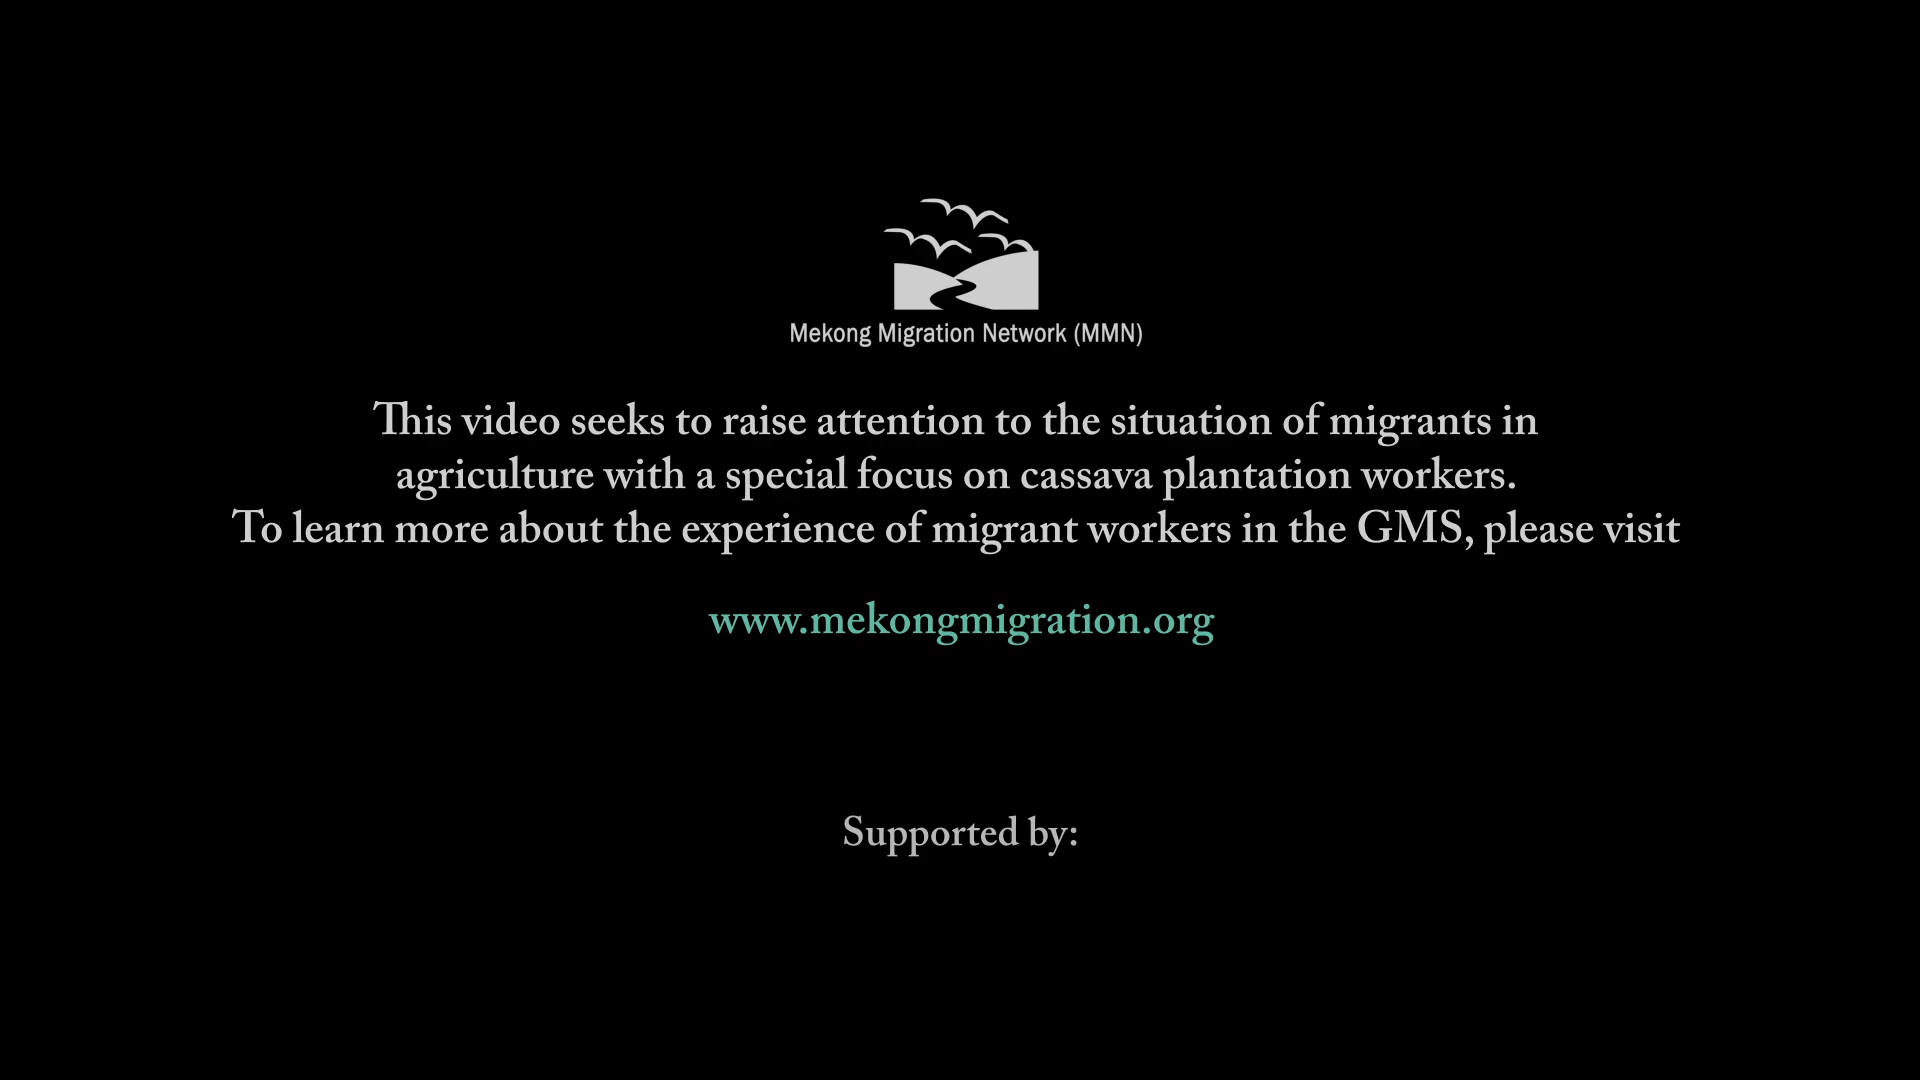 Mekong Migration Network (MMN)
This video seeks to raise attention to the situation of migrants in
agriculture with a special focus on cassava plantation workers.
To learn more about the experience of migrant workers in the GMS, please visit
www.mekongmigration.org
Supported by: